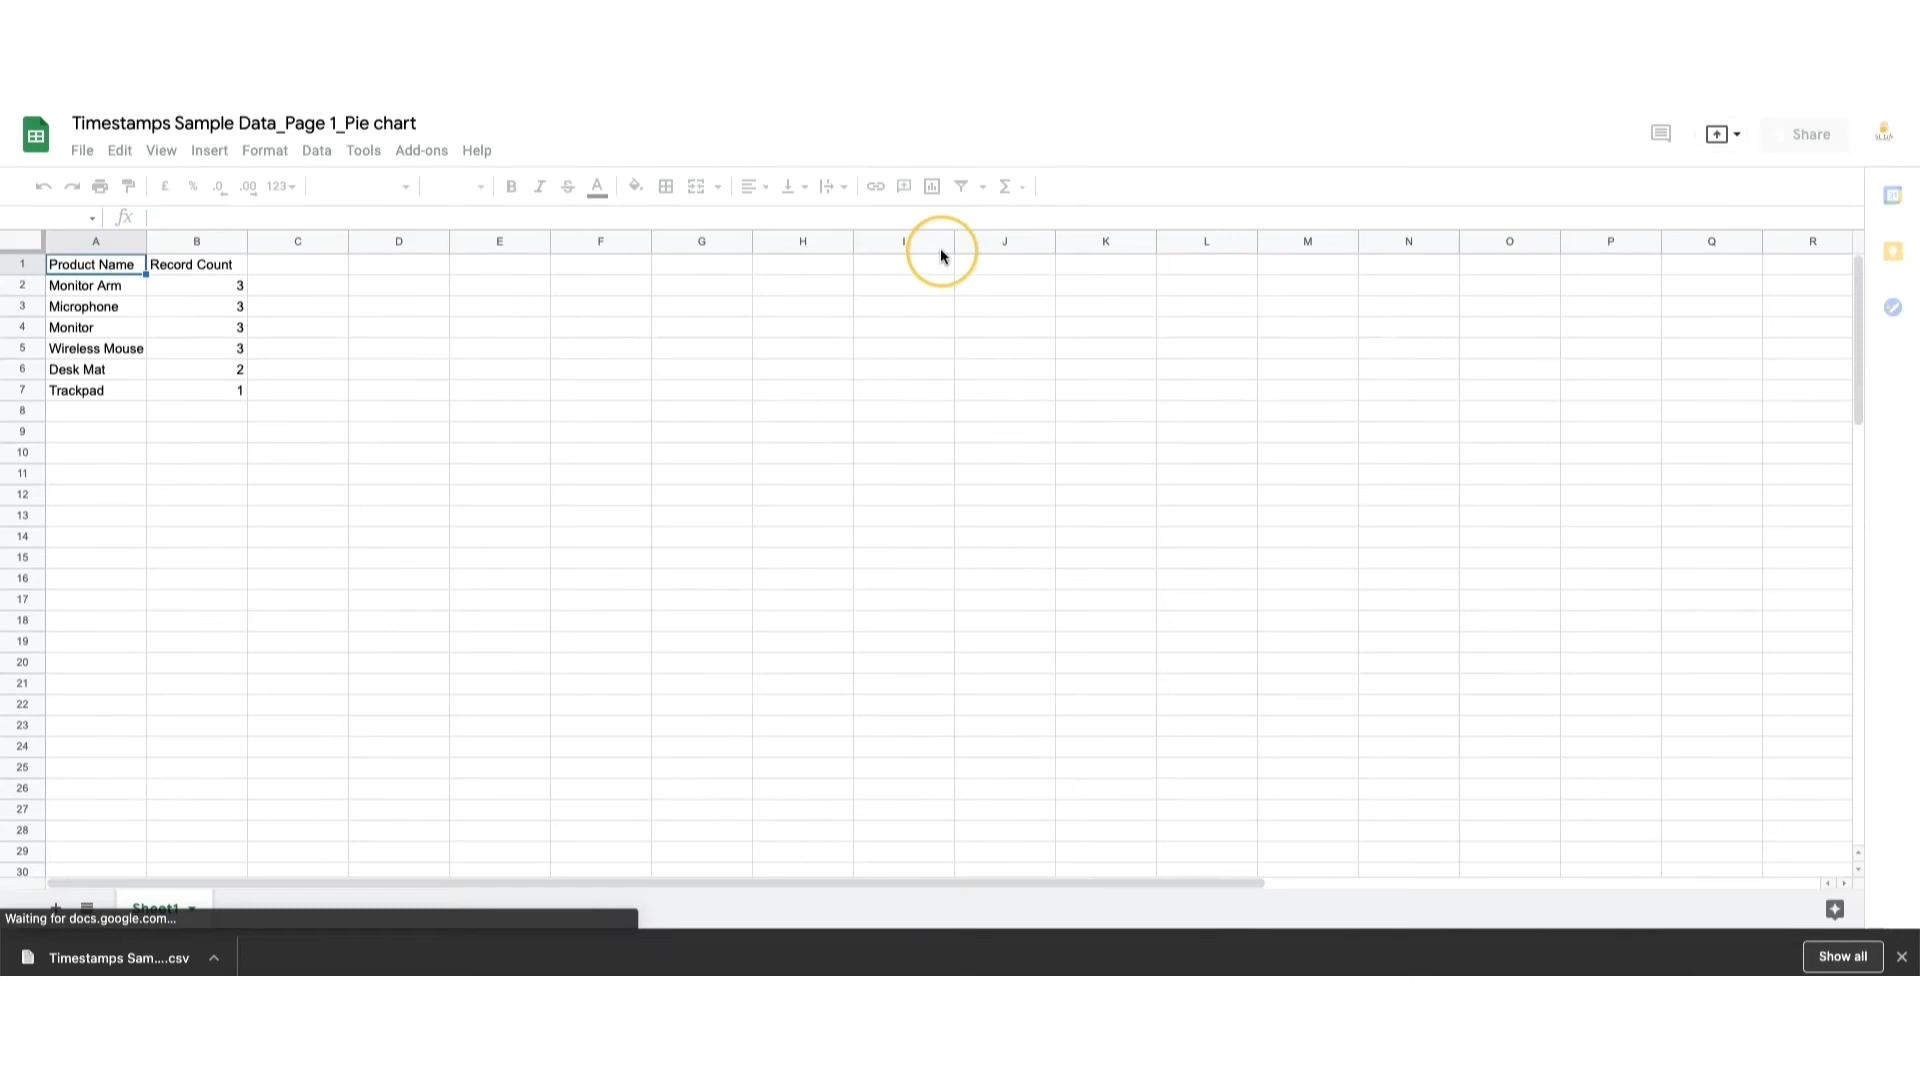 Timestamps Sample Data_Page 1_Pie chart
File Edit View Insert Format Data Tools Add-ons Help
Share
£ % .0 .00 123 B I S A Σ
fx
A B C D E F G H I J K L M N O P Q R
1 Product Name Record Count
2 Monitor Arm 3
3 Microphone 3
4 Monitor 3
5 Wireless Mouse 3
6 Desk Mat 2
7 Trackpad 1
8
9
10
11
12
13
14
15
16
17
18
19
20
21
22
23
24
25
26
27
28
29
30
Sheet1
Waiting for docs.google.com...
Timestamps Sam....csv
Show all